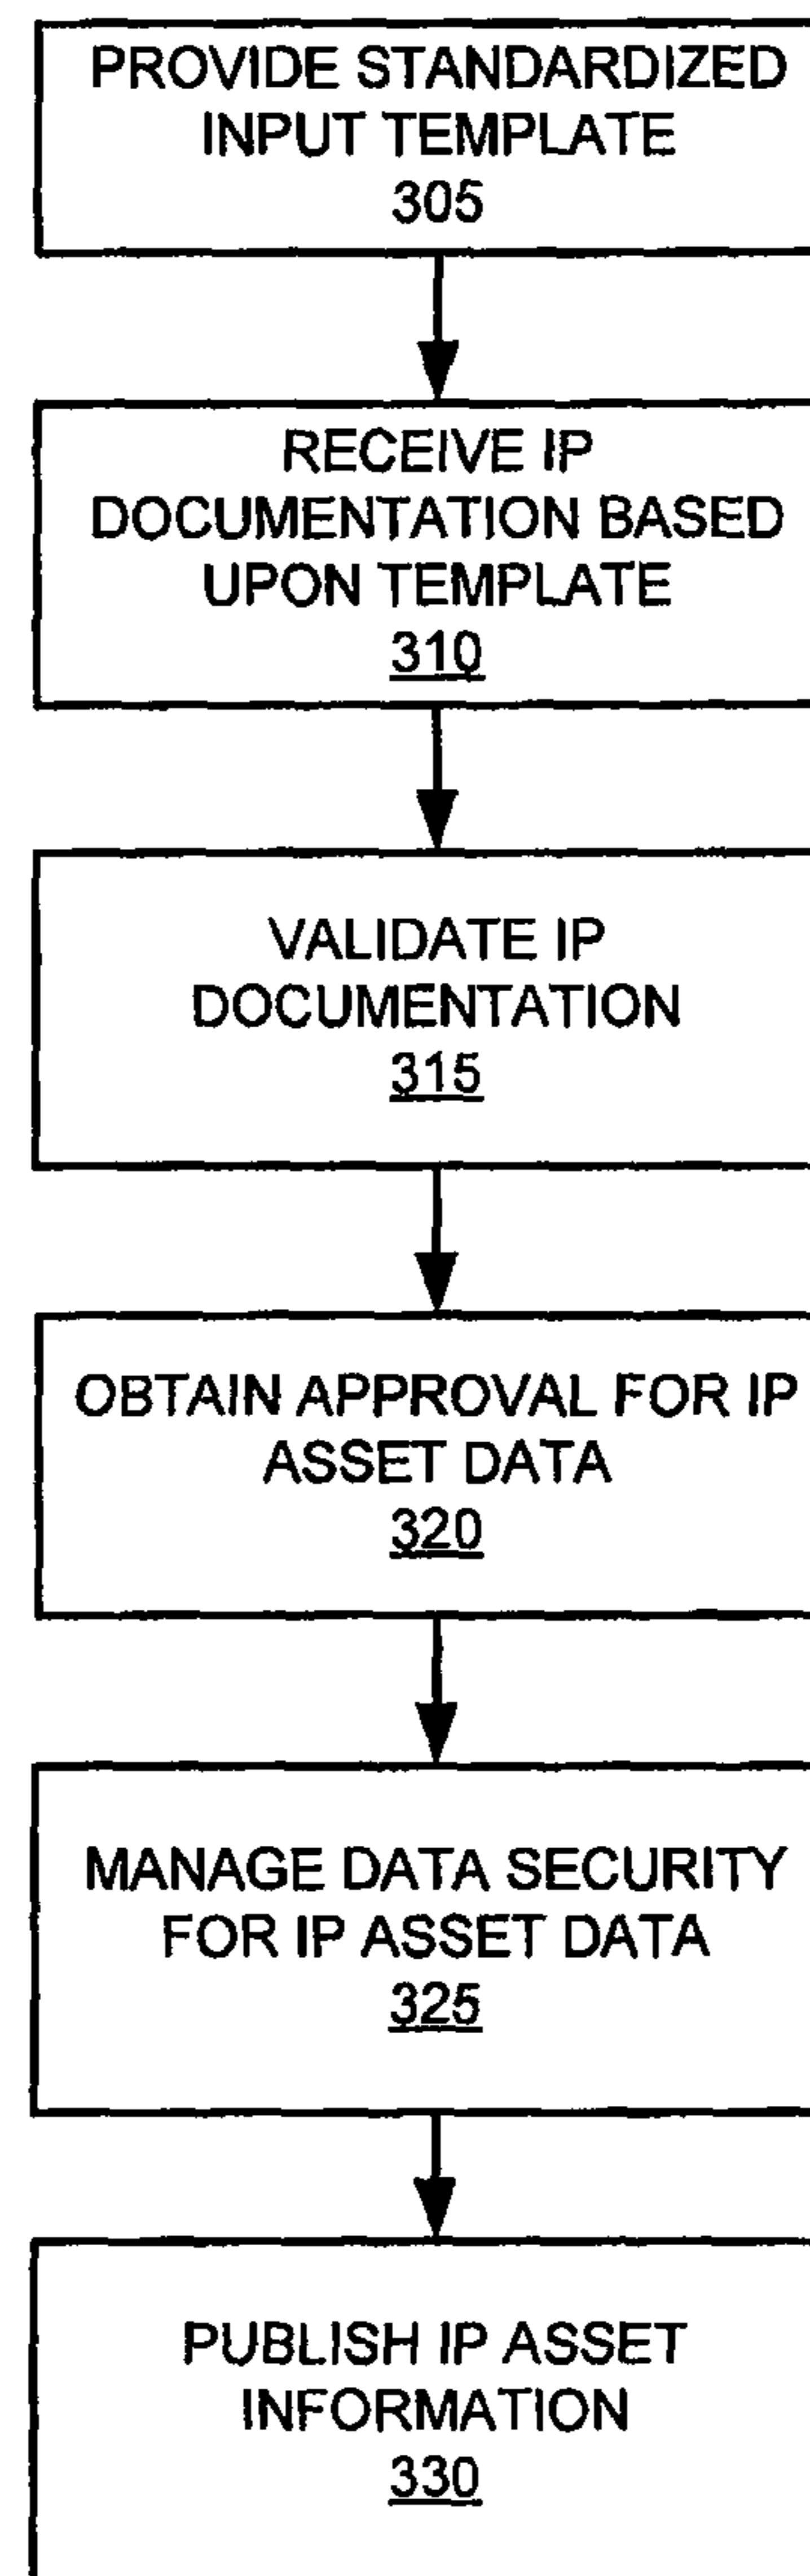 PROVIDE STANDARDIZED
INPUT TEMPLATE
305
RECEIVE IP
DOCUMENTATION BASED
UPON TEMPLATE
310
VALIDATE IP
DOCUMENTATION
315
OBTAIN APPROVAL FOR IP
ASSET DATA
320
MANAGE DATA SECURITY
FOR IP ASSET DATA
325
PUBLISH IP ASSET
INFORMATION
330